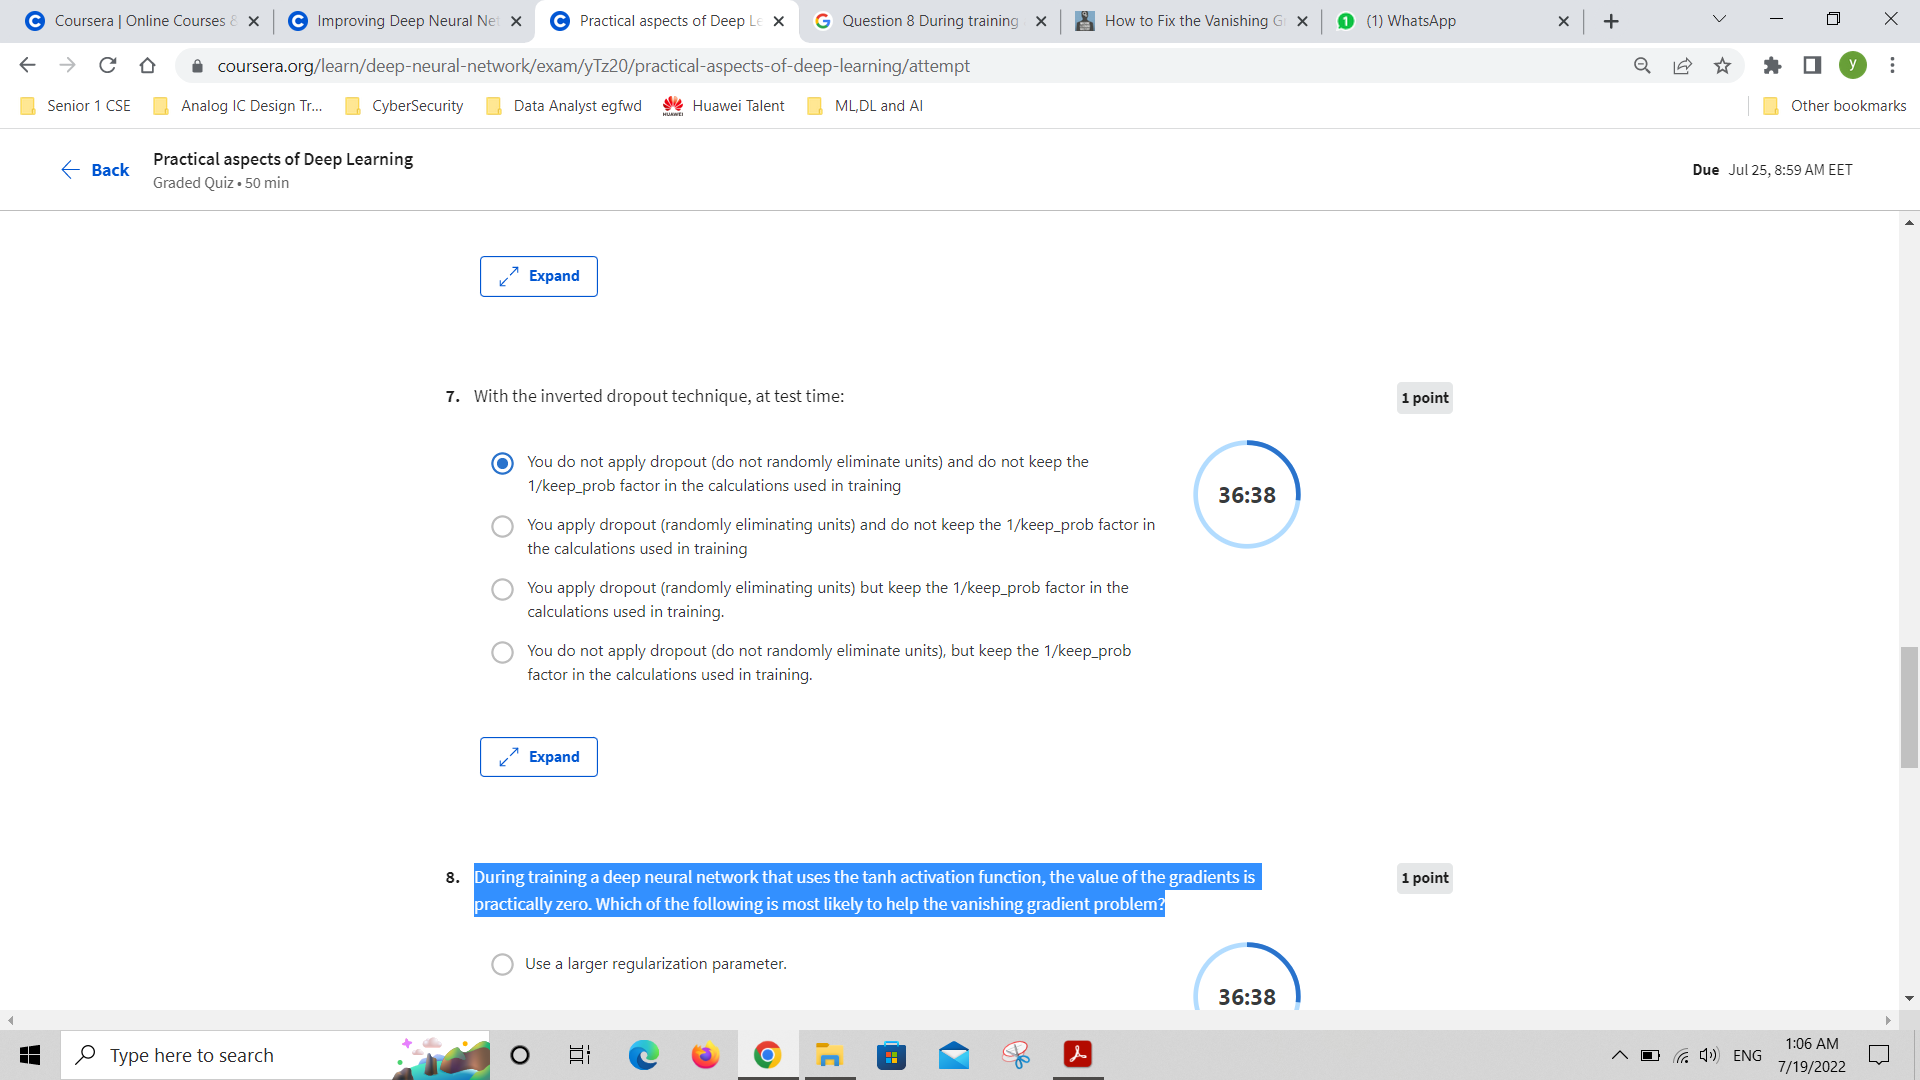 Coursera | Online Courses &
Improving Deep Neural Net
Practical aspects of Deep Le
Question 8 During training
How to Fix the Vanishing G
(1) WhatsApp
coursera.org/learn/deep-neural-network/exam/yTz20/practical-aspects-of-deep-learning/attempt
y
Senior 1 CSE
Analog IC Design Tr...
CyberSecurity
Data Analyst egfwd
HUAWEI
Huawei Talent
ML,DL and AI
Other bookmarks
Back
Practical aspects of Deep Learning
Graded Quiz • 50 min
Due Jul 25, 8:59 AM EET
Expand
7. With the inverted dropout technique, at test time:
1 point
You do not apply dropout (do not randomly eliminate units) and do not keep the
1/keep_prob factor in the calculations used in training
36:38
You apply dropout (randomly eliminating units) and do not keep the 1/keep_prob factor in
the calculations used in training
You apply dropout (randomly eliminating units) but keep the 1/keep_prob factor in the
calculations used in training.
You do not apply dropout (do not randomly eliminate units), but keep the 1/keep_prob
factor in the calculations used in training.
Expand
8. During training a deep neural network that uses the tanh activation function, the value of the gradients is
practically zero. Which of the following is most likely to help the vanishing gradient problem?
1 point
Use a larger regularization parameter.
36:38
Type here to search
ENG
1:06 AM
7/19/2022